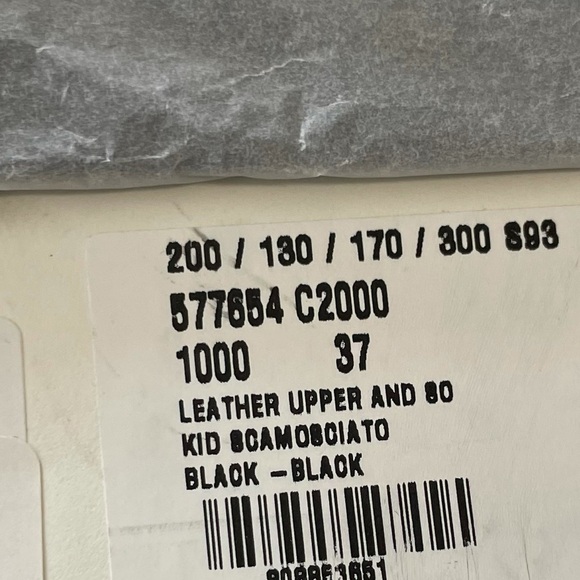 200 / 130 / 170 / 300 S93
577654 C2000
1000 37
LEATHER UPPER AND SO
KID SCAMOSCIATO
BLACK -BLACK